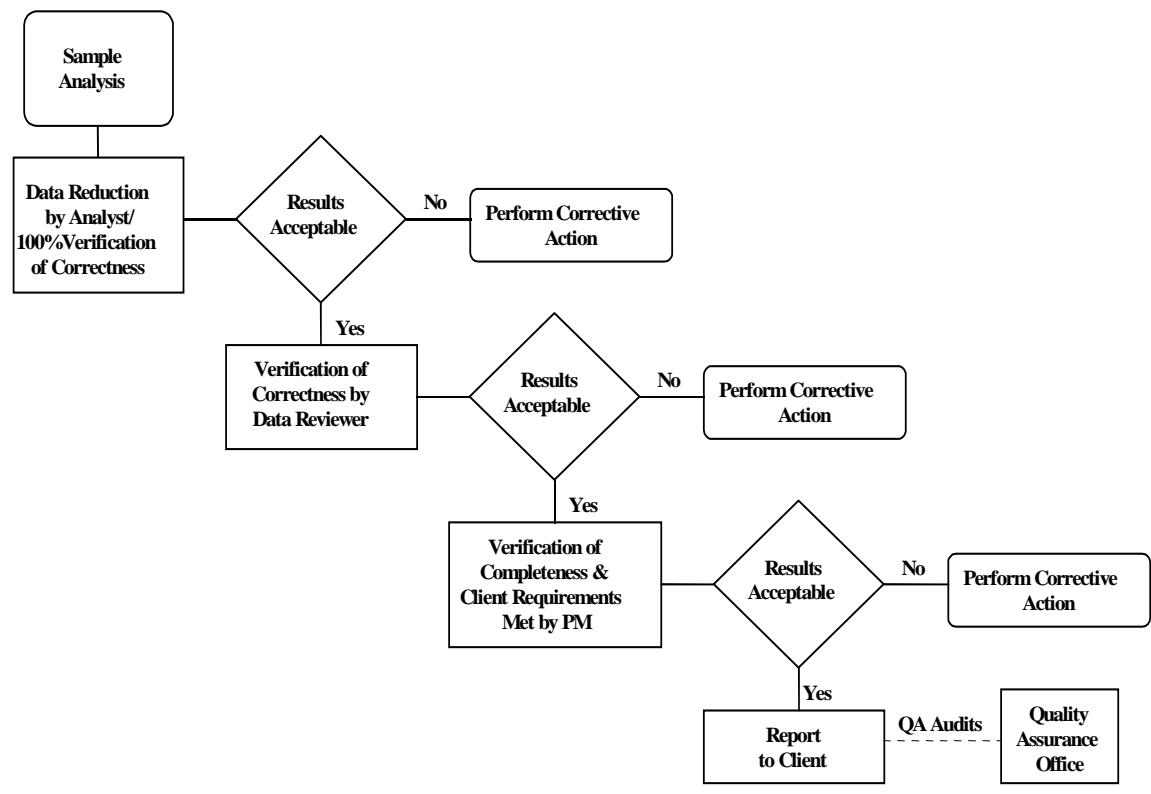 Sample
Analysis
Data Reduction
by Analyst/
100%Verification
of Correctness
Results
Acceptable
No
Perform Corrective
Action
Yes
Verification of
Correctness by
Data Reviewer
Results
Acceptable
No
Perform Corrective
Action
Yes
Verification of
Completeness &
Client Requirements
Met by PM
Results
Acceptable
No
Perform Corrective
Action
Yes
Report
to Client
QA Audits
Quality
Assurance
Office